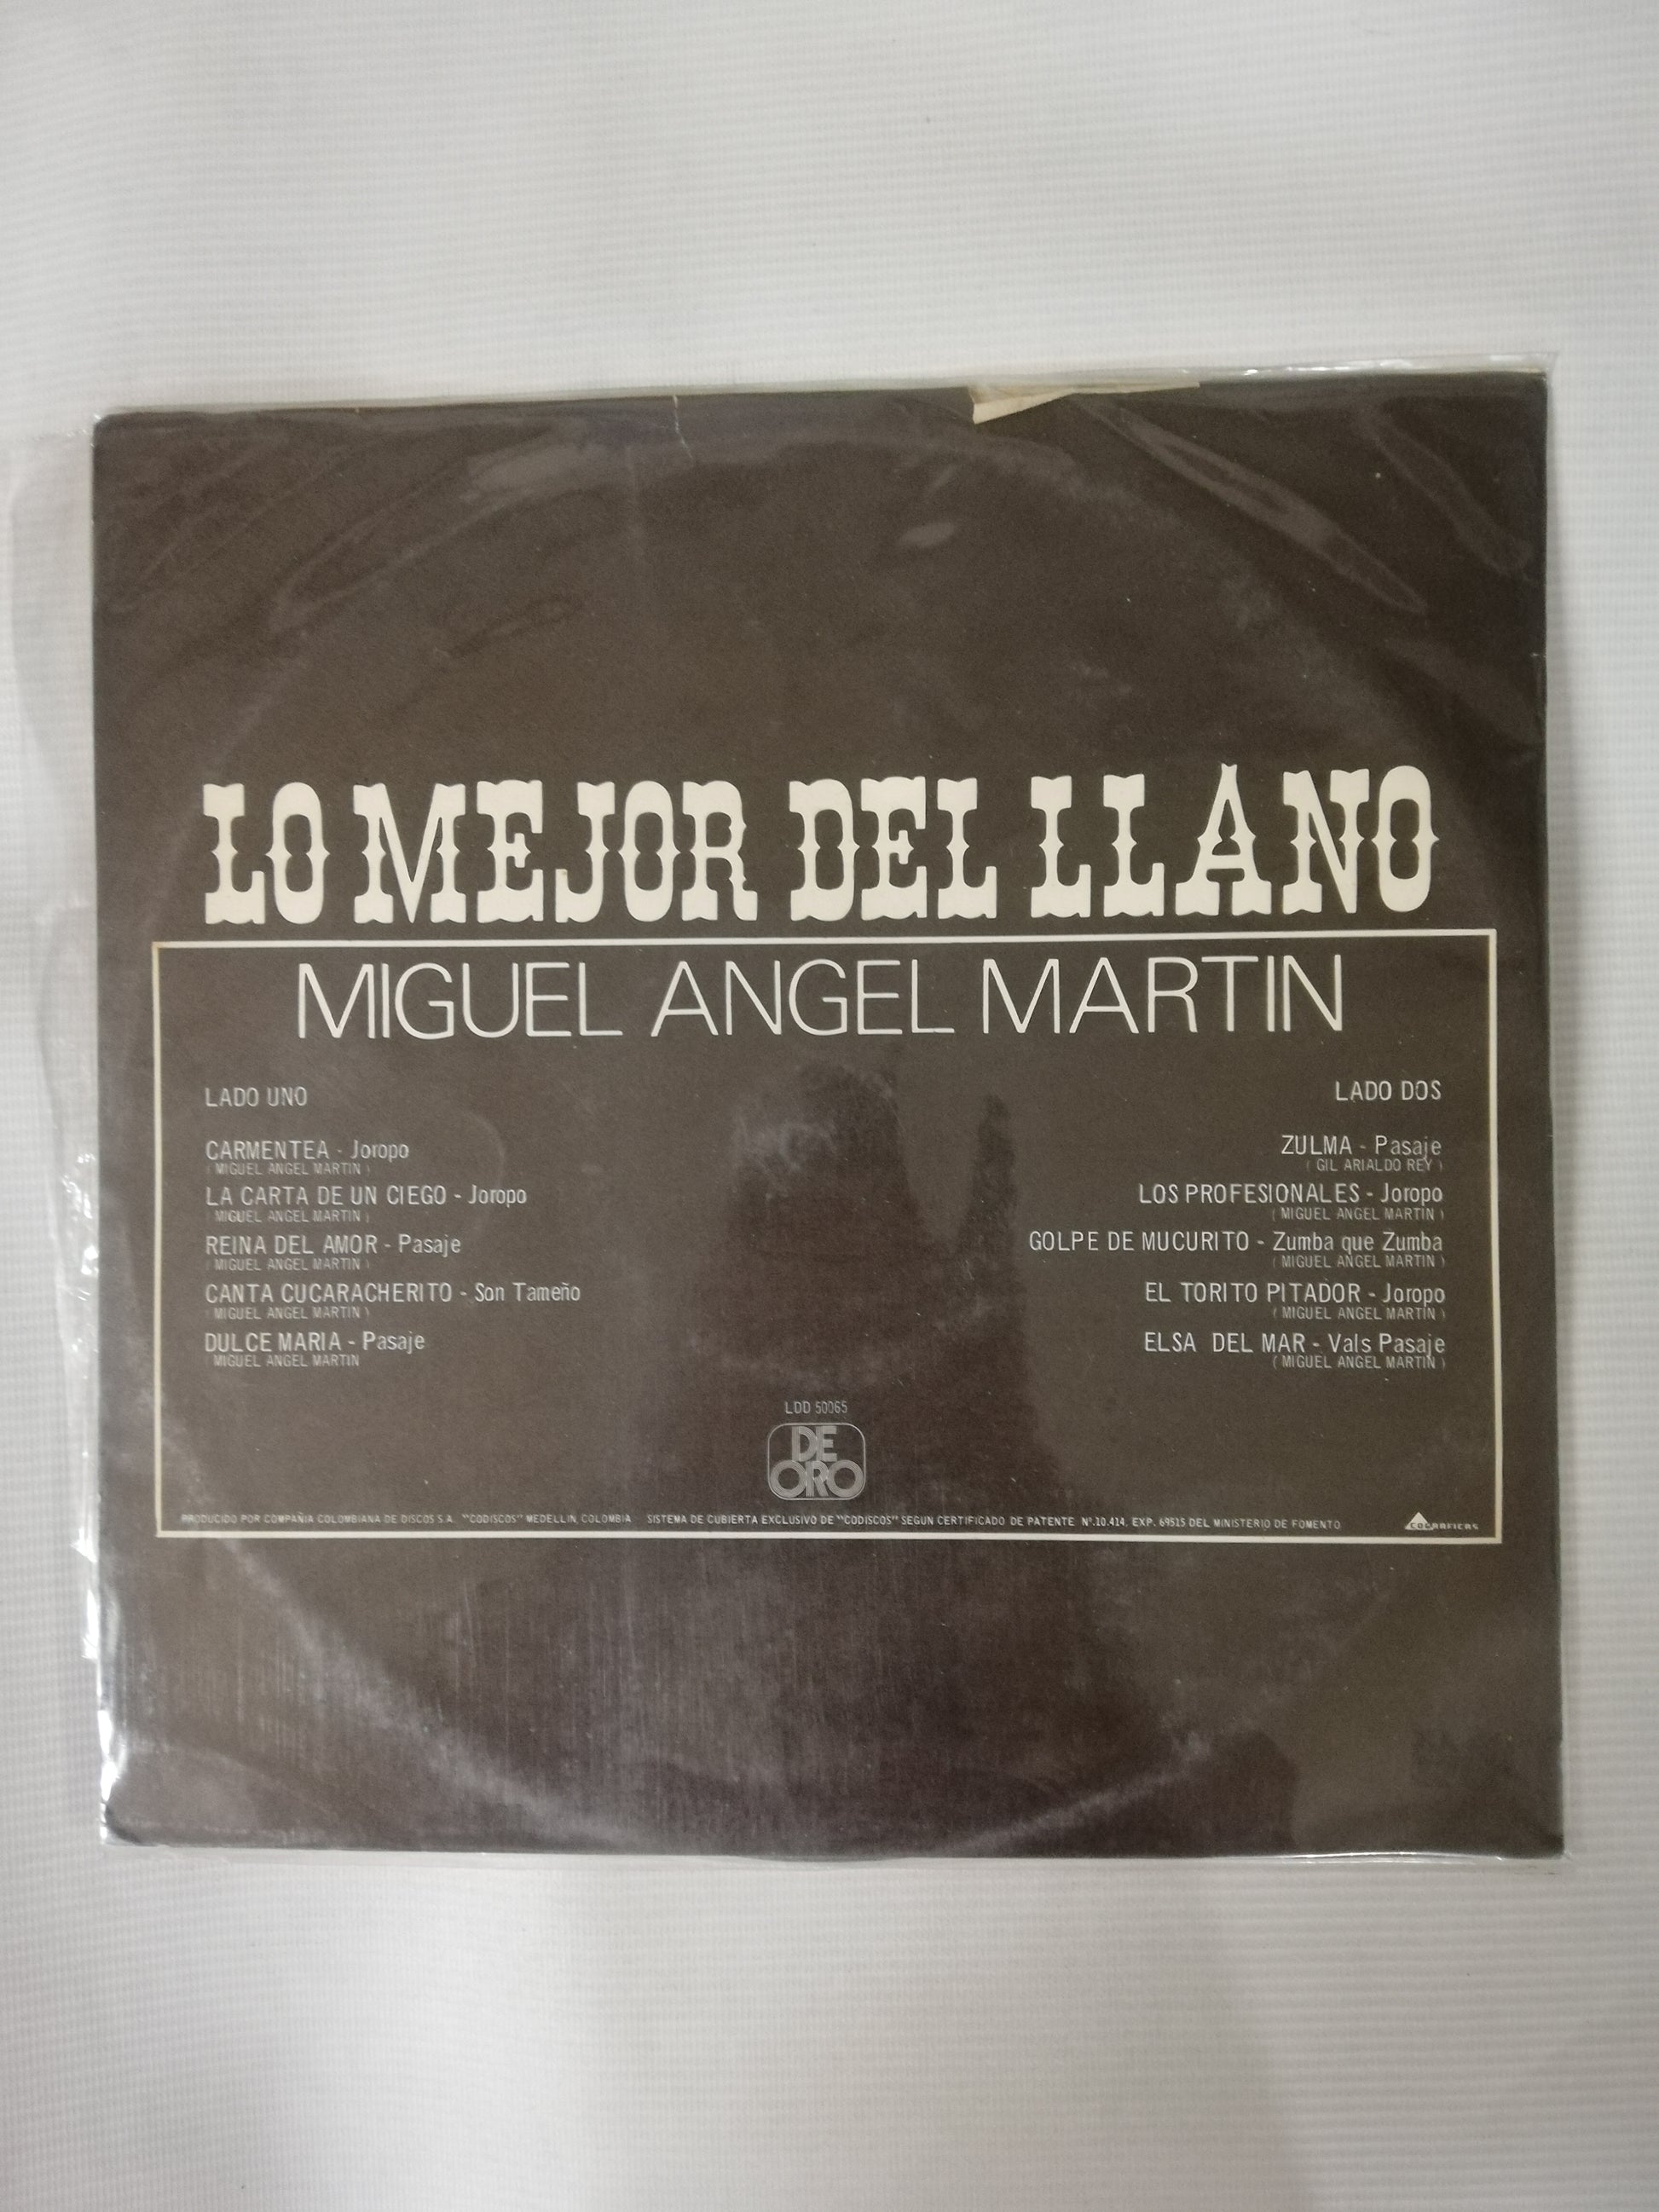 LO MEJOR DEL LLANO
MIGUEL ANGEL MARTIN
LADO UNO
CARMENTEA - Joropo
( MIGUEL ANGEL MARTIN )
LA CARTA DE UN CIEGO - Joropo
( MIGUEL ANGEL MARTIN )
REINA DEL AMOR - Pasaje
( MIGUEL ANGEL MARTIN )
CANTA CUCARACHERITO - Son Tameño
( MIGUEL ANGEL MARTIN )
DULCE MARIA - Pasaje
( MIGUEL ANGEL MARTIN
LADO DOS
ZULMA - Pasaje
( GIL ARIALDO REY )
LOS PROFESIONALES - Joropo
( MIGUEL ANGEL MARTIN )
GOLPE DE MUCURITO - Zumba que Zumba
( MIGUEL ANGEL MARTIN )
EL TORITO PITADOR - Joropo
( MIGUEL ANGEL MARTIN )
ELSA DEL MAR - Vals Pasaje
( MIGUEL ANGEL MARTIN )
LDD 50065
DE
ORO
PRODUCIDO POR COMPAÑIA COLOMBIANA DE DISCOS S.A. "CODISCOS" MEDELLIN, COLOMBIA SISTEMA DE CUBIERTA EXCLUSIVO DE "CODISCOS" SEGUN CERTIFICADO DE PATENTE Nº.10.414, EXP. 69515 DEL MINISTERIO DE FOMENTO